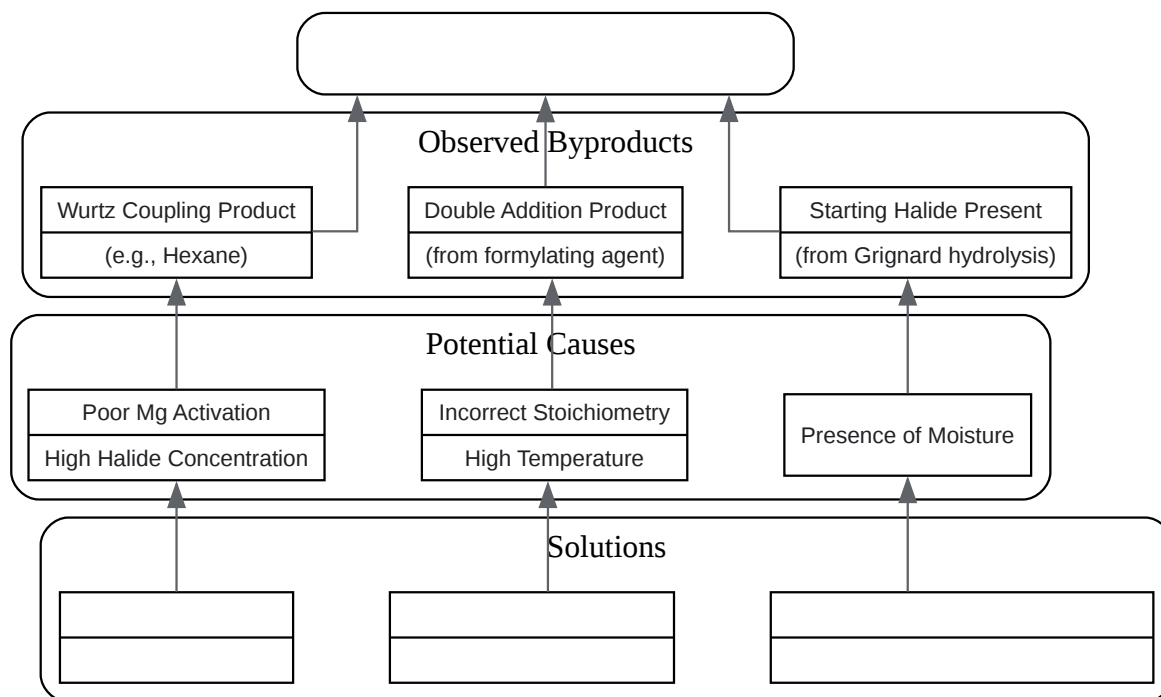 Observed Byproducts
Wurtz Coupling Product
(e.g., Hexane)
Double Addition Product
(from formylating agent)
Starting Halide Present
(from Grignard hydrolysis)
Potential Causes
Poor Mg Activation
High Halide Concentration
Incorrect Stoichiometry
High Temperature
Presence of Moisture
Solutions